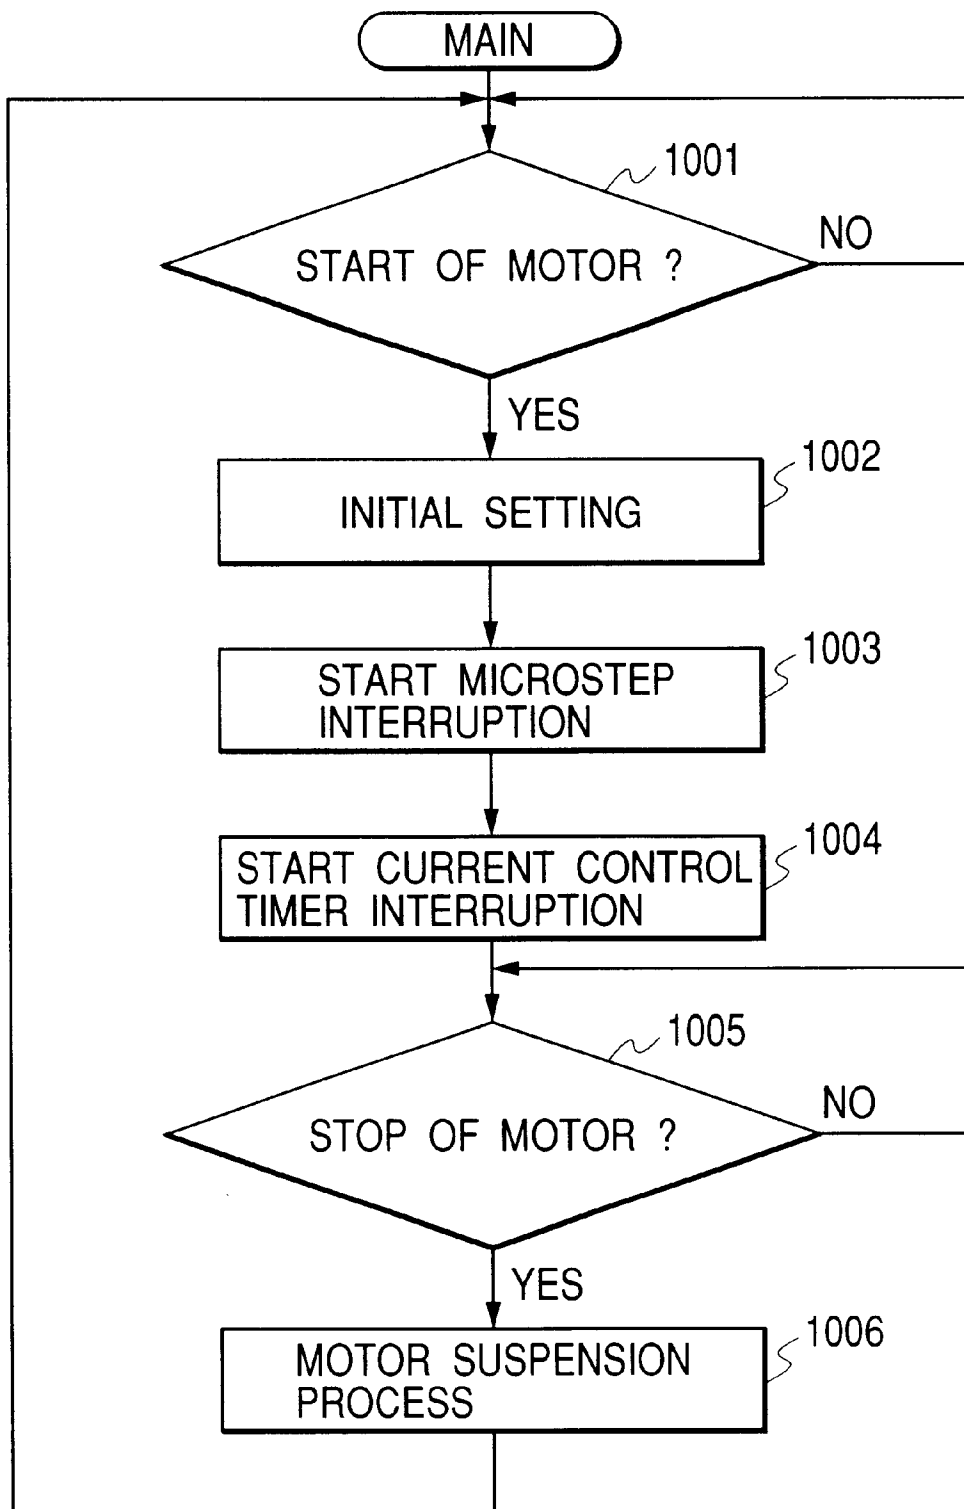 MAIN
1001
START OF MOTOR ?
NO
YES
1002
INITIAL SETTING
1003
START MICROSTEP
INTERRUPTION
1004
START CURRENT CONTROL
TIMER INTERRUPTION
1005
STOP OF MOTOR ?
NO
YES
1006
MOTOR SUSPENSION
PROCESS